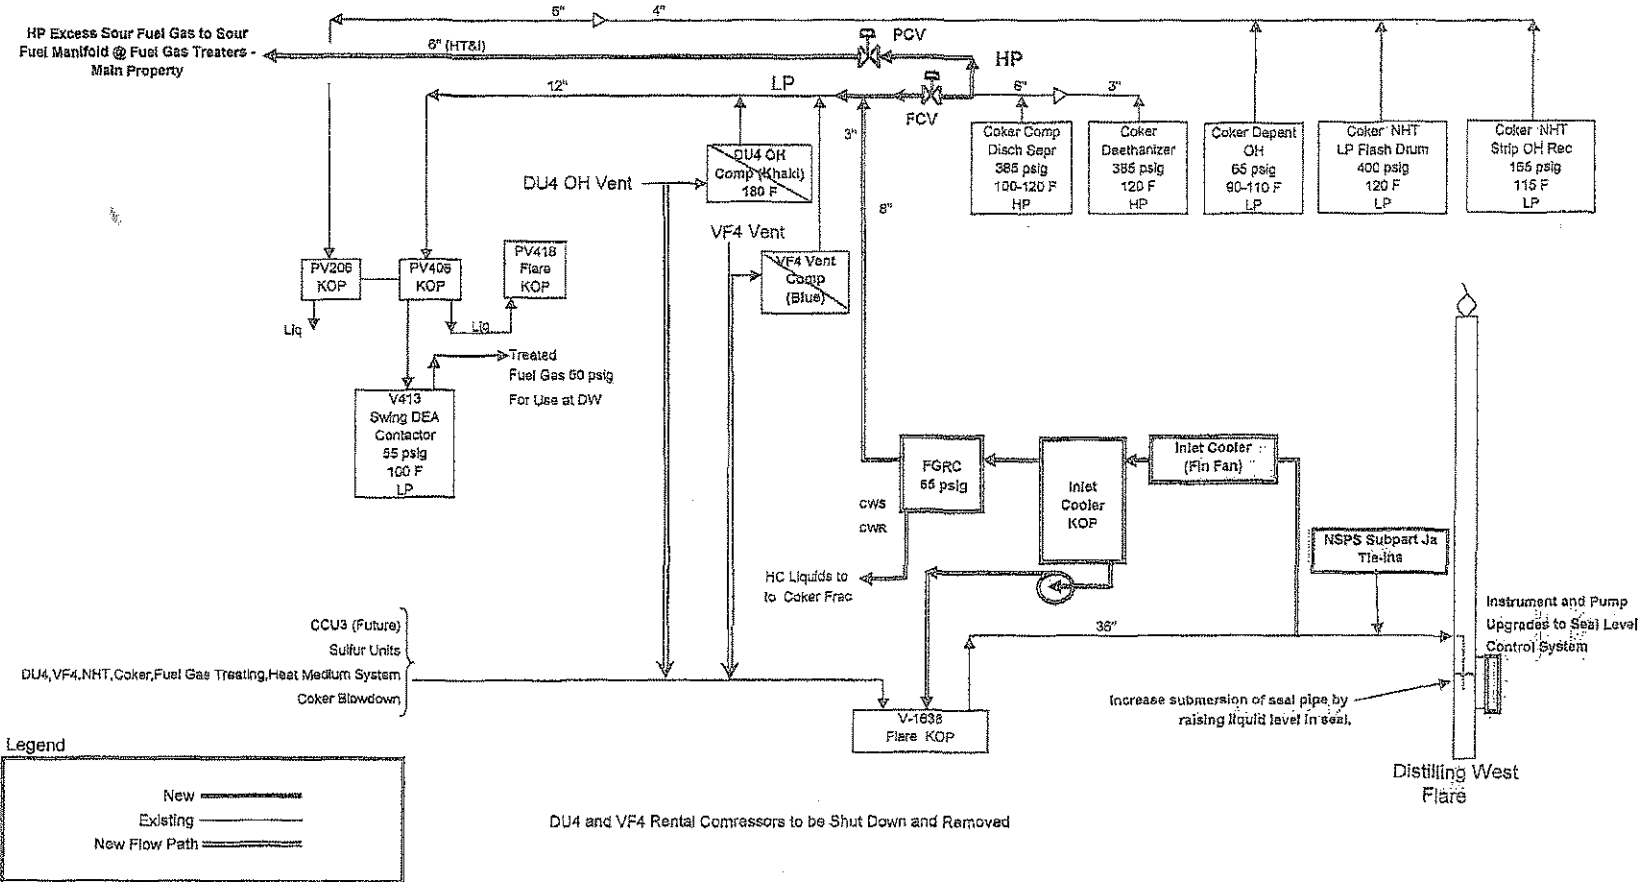 6" 4"
HP Excess Sour Fuel Gas to Sour
Fuel Manifold @ Fuel Gas Treaters -
Main Property
6" (HT&I)
PCV
HP
12"
LP
FCV
6" 3"
3"
Coker Comp
Disch Sepr
385 psig
100-120 F
HP
Coker
Deethanizer
385 psig
120 F
HP
Coker Depent
OH
65 psig
90-110 F
LP
Coker NHT
LP Flash Drum
400 psig
120 F
LP
Coker NHT
Strip OH Rec
165 psig
115 F
LP
DU4 OH Vent
DU4 OH
Comp (Khaki)
180 F
8"
VF4 Vent
VF4 Vent
Comp
(Blue)
PV206
KOP
PV406
KOP
PV418
Flare
KOP
Liq
Liq
Treated
Fuel Gas 50 psig
For Use at DW
V413
Swing DEA
Contactor
55 psig
100 F
LP
FGRC
65 psig
Inlet
Cooler
KOP
Inlet Cooler
(Fin Fan)
CWS
CWR
NSPS Subpart Ja
Tie-ins
HC Liquids to
to Coker Frac
Instrument and Pump
Upgrades to Seal Level
Control System
36"
CCU3 (Future)
Sulfur Units
DU4,VF4,NHT,Coker,Fuel Gas Treating,Heat Medium System
Coker Blowdown
Increase submersion of seal pipe by
raising liquid level in seal.
V-1638
Flare KOP
Distilling West
Flare
Legend
New
Existing
New Flow Path
DU4 and VF4 Rental Comressors to be Shut Down and Removed